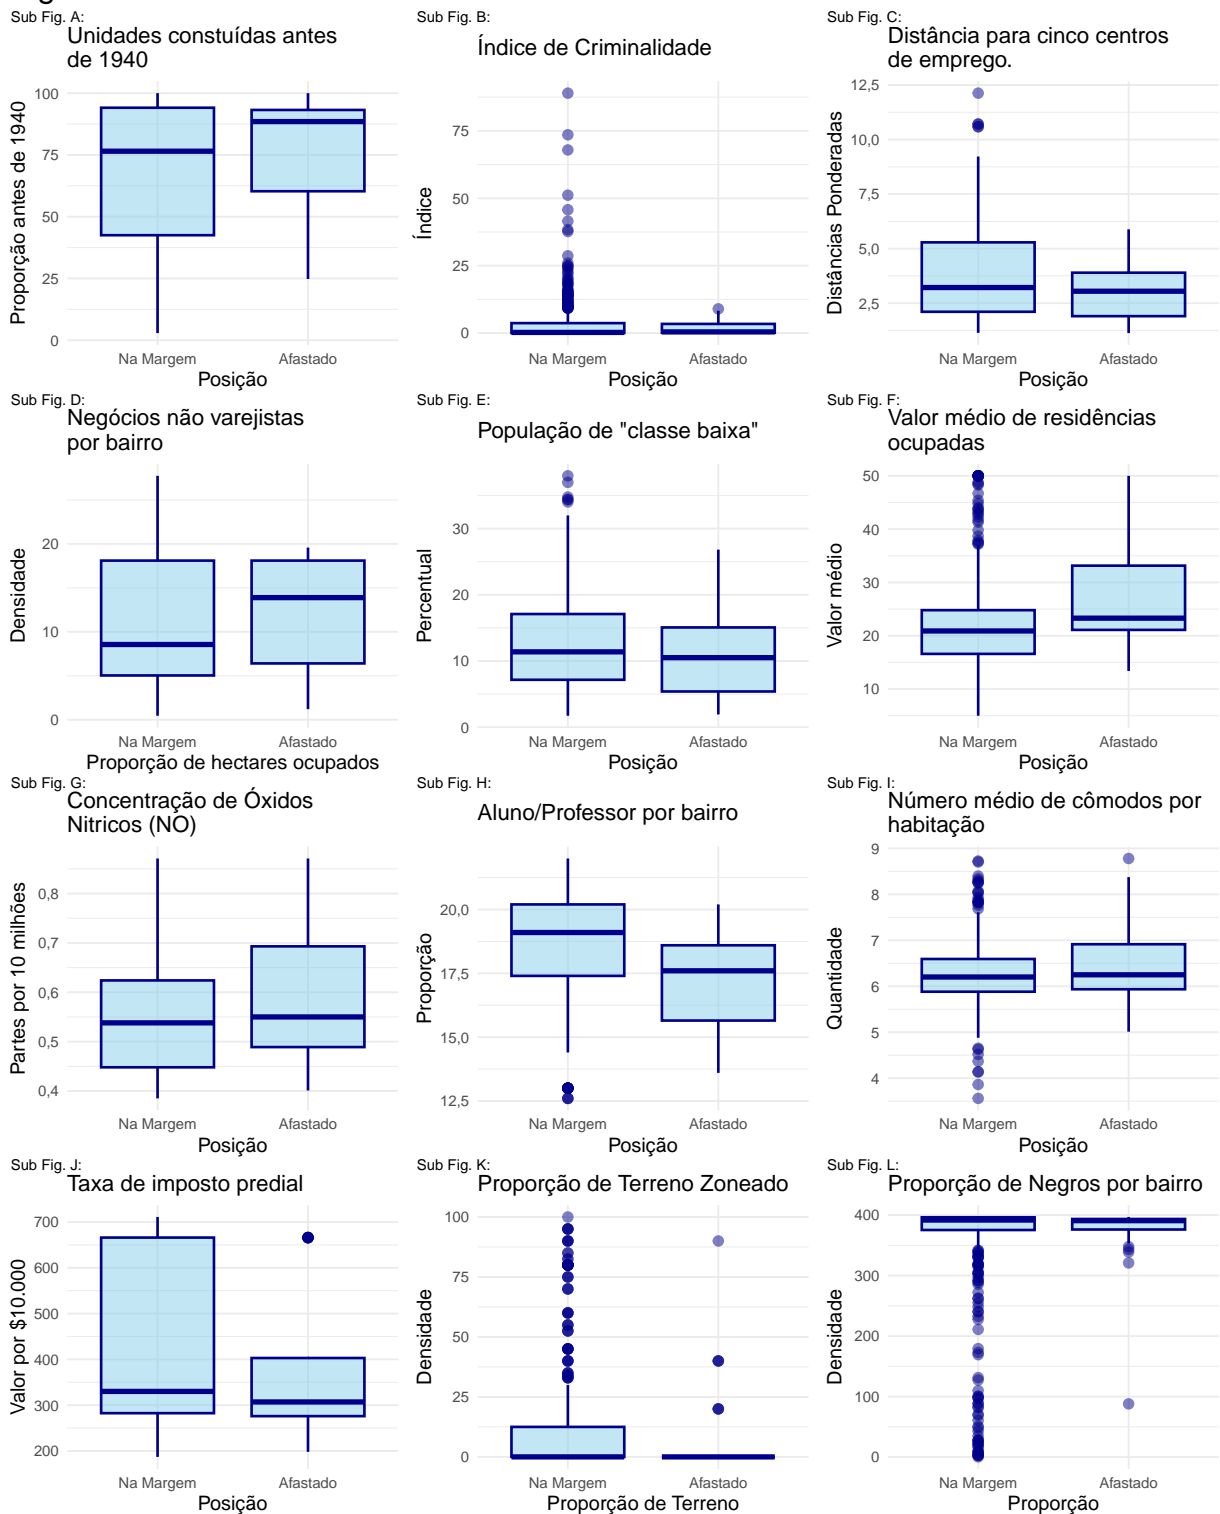 Sub Fig. A:
Unidades constuídas antes
de 1940
Proporção antes de 1940
100
75
50
25
0
Na Margem Afastado
Posição
Sub Fig. B:
Índice de Criminalidade
Índice
75
50
25
0
Na Margem Afastado
Posição
Sub Fig. C:
Distância para cinco centros
de emprego.
Distâncias Ponderadas
12,5
10,0
7,5
5,0
2,5
Na Margem Afastado
Posição
Sub Fig. D:
Negócios não varejistas
por bairro
Densidade
20
10
0
Na Margem Afastado
Proporção de hectares ocupados
Sub Fig. E:
População de "classe baixa"
Percentual
30
20
10
0
Na Margem Afastado
Posição
Sub Fig. F:
Valor médio de residências
ocupadas
Valor médio
50
40
30
20
10
Na Margem Afastado
Posição
Sub Fig. G:
Concentração de Óxidos
Nitricos (NO)
Partes por 10 milhões
0,8
0,7
0,6
0,5
0,4
Na Margem Afastado
Posição
Sub Fig. H:
Aluno/Professor por bairro
Proporção
20,0
17,5
15,0
12,5
Na Margem Afastado
Posição
Sub Fig. I:
Número médio de cômodos por
habitação
Quantidade
9
8
7
6
5
4
Na Margem Afastado
Posição
Sub Fig. J:
Taxa de imposto predial
Valor por $10.000
700
600
500
400
300
200
Na Margem Afastado
Posição
Sub Fig. K:
Proporção de Terreno Zoneado
Densidade
100
75
50
25
0
Na Margem Afastado
Proporção de Terreno
Sub Fig. L:
Proporção de Negros por bairro
Densidade
400
300
200
100
0
Na Margem Afastado
Proporção